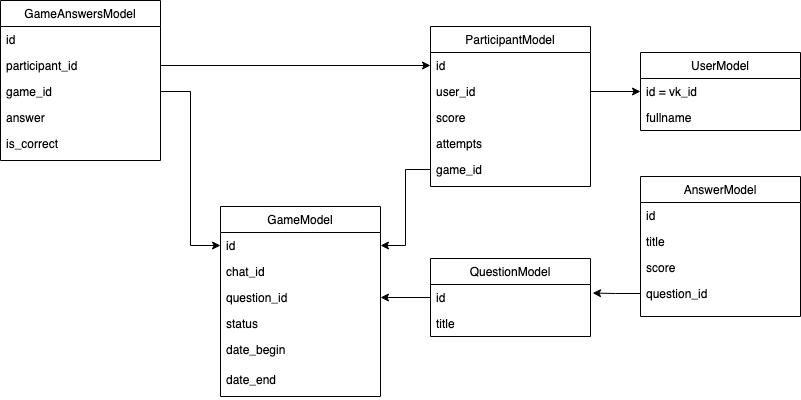 GameAnswersModel
id
participant_id
game_id
answer
is_correct
ParticipantModel
id
user_id
score
attempts
game_id
UserModel
id = vk_id
fullname
AnswerModel
id
title
score
question_id
GameModel
id
chat_id
question_id
status
date_begin
date_end
QuestionModel
id
title